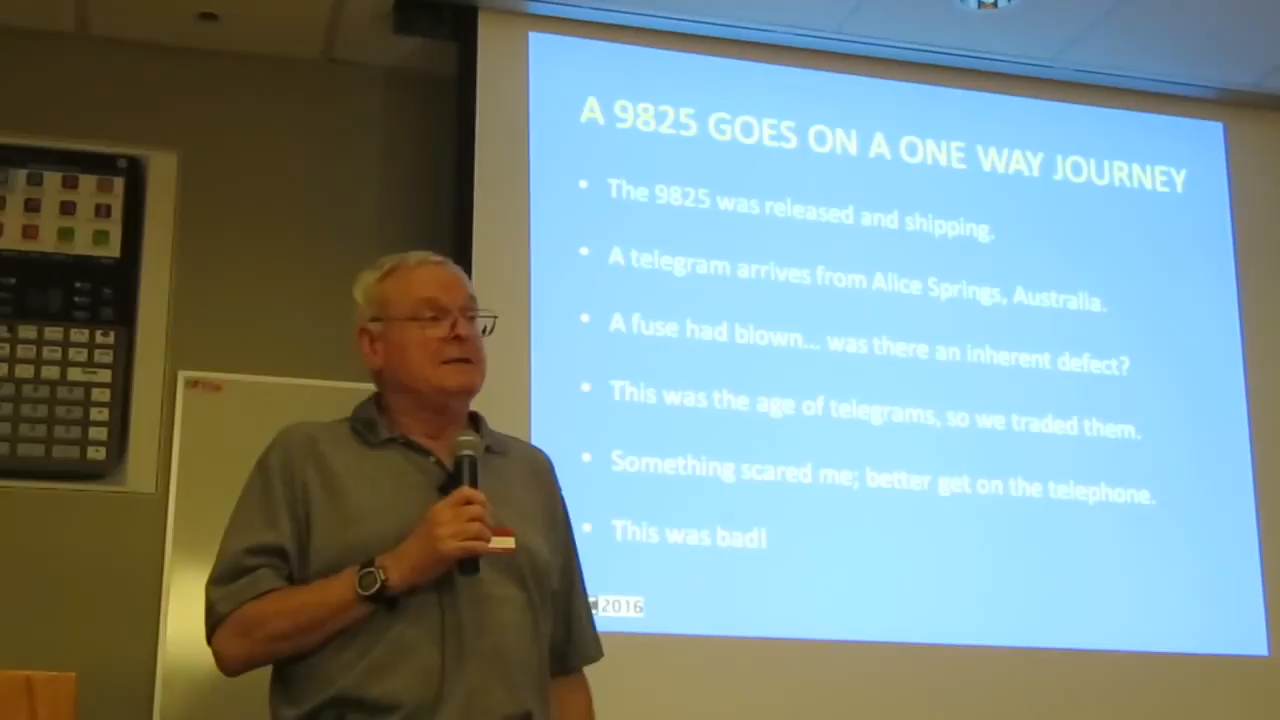 A 9825 GOES ON A ONE WAY JOURNEY
• The 9825 was released and shipping.
• A telegram arrives from Alice Springs, Australia.
• A fuse had blown... was there an inherent defect?
• This was the age of telegrams, so we traded them.
• Something scared me; better get on the telephone.
• This was bad!
2016